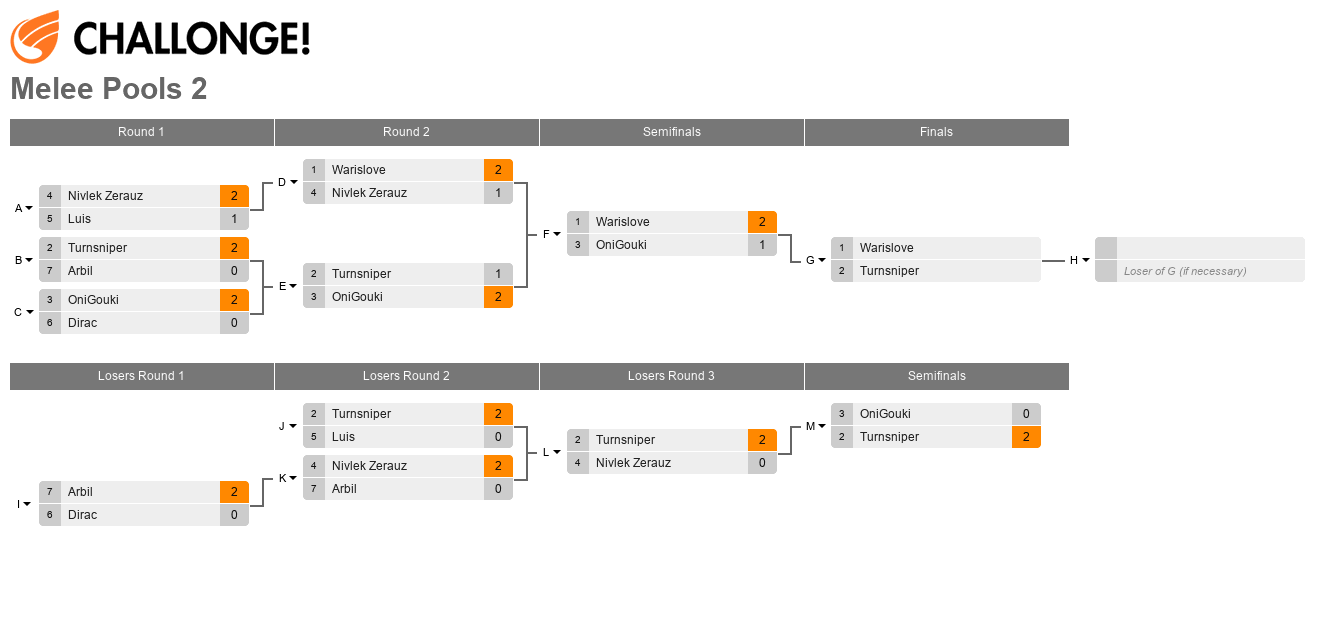 CHALLONGE!
Melee Pools 2
Round 1 Round 2 Semifinals Finals
A 4 Nivlek Zerauz 2
5 Luis 1
B 2 Turnsniper 2
7 Arbil 0
C 3 OniGouki 2
6 Dirac 0
D 1 Warislove 2
4 Nivlek Zerauz 1
E 2 Turnsniper 1
3 OniGouki 2
F 1 Warislove 2
3 OniGouki 1
G 1 Warislove
2 Turnsniper
H
Loser of G (if necessary)
Losers Round 1 Losers Round 2 Losers Round 3 Semifinals
I 7 Arbil 2
6 Dirac 0
J 2 Turnsniper 2
5 Luis 0
K 4 Nivlek Zerauz 2
7 Arbil 0
L 2 Turnsniper 2
4 Nivlek Zerauz 0
M 3 OniGouki 0
2 Turnsniper 2